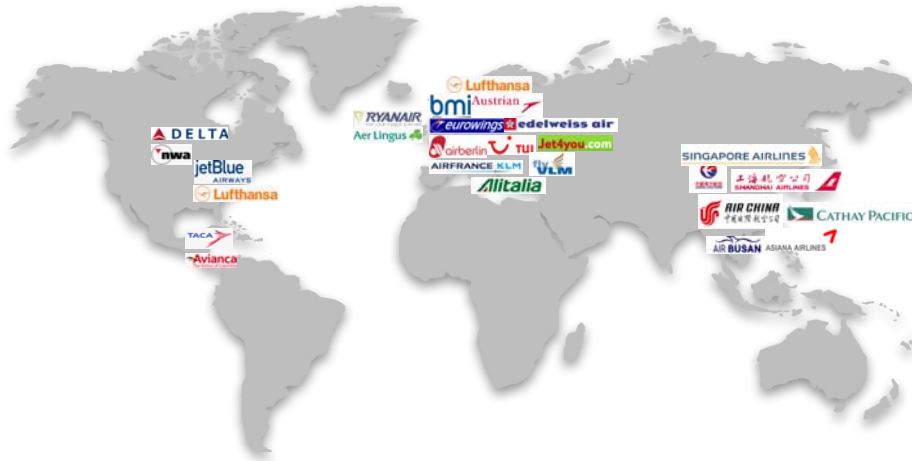 Lufthansa
bmi Austrian
RYANAIR
eurowings edelweiss air
Aer Lingus
DELTA
airberlin TUI Jet4you.com
nwa
jetBlue
AIRWAYS
AIRFRANCE KLM fly VLM
SINGAPORE AIRLINES
Alitalia
上海航空公司
SHANGHAI AIRLINES
Lufthansa
AIR CHINA
中国国际航空公司
CATHAY PACIFIC
TACA
AIR BUSAN ASIANA AIRLINES
Avianca